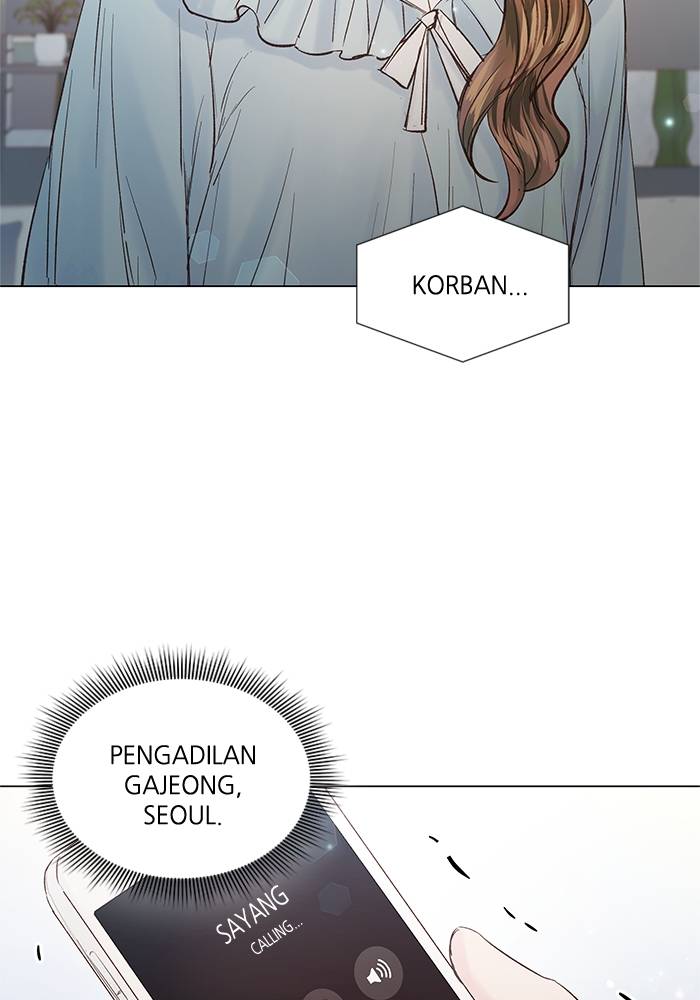 KORBAN...
PENGADILAN
GAJEONG,
SEOUL.
SAYANG
CALLING...